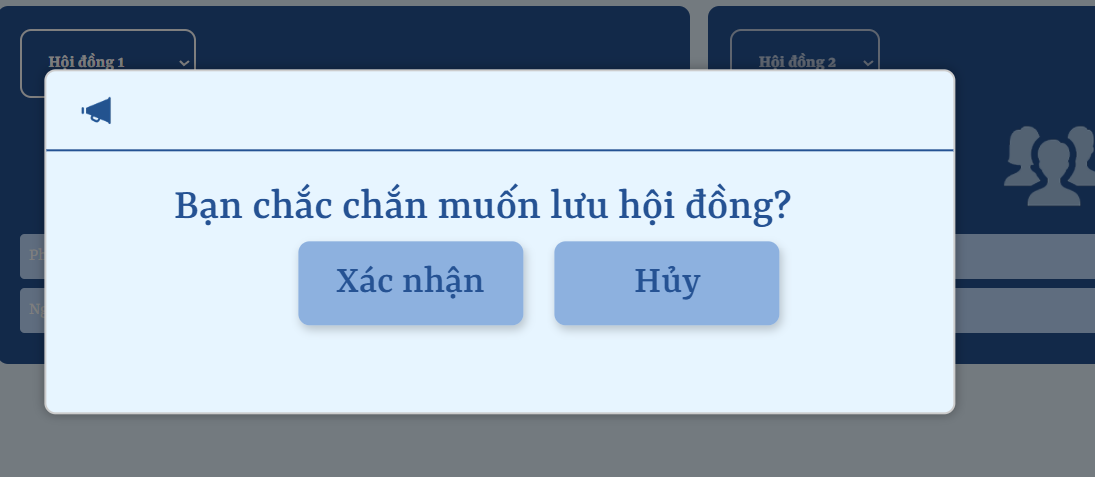 Hội đồng 1
Hội đồng 2
Bạn chắc chắn muốn lưu hội đồng?
Xác nhận
Hủy